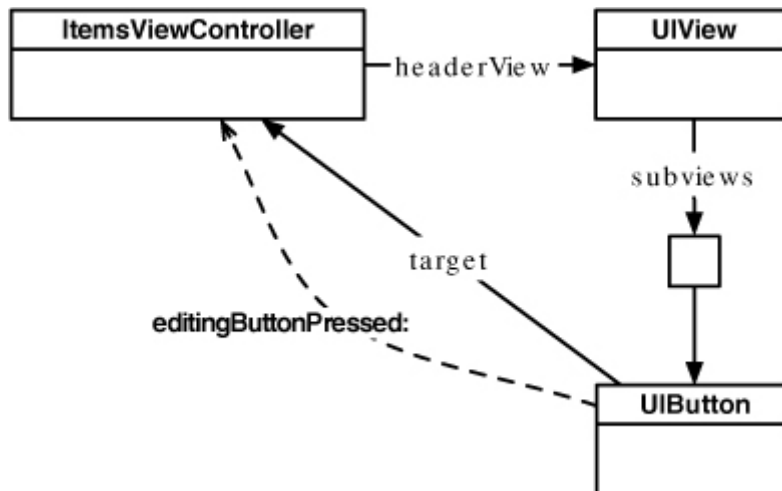 ItemsViewController
UIView
headerView
subviews
target
editingButtonPressed:
UIButton